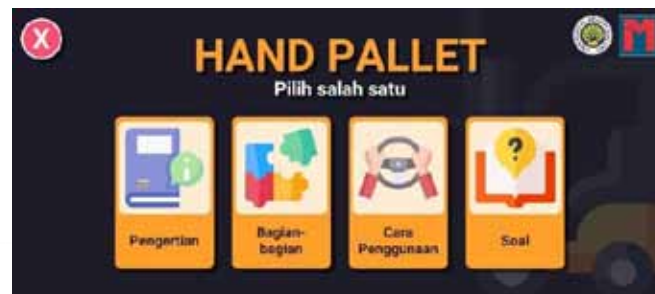 X
HAND PALLET
Pilih salah satu
Pengertian
Bagian-
bagian
Cara
Penggunaan
Soal